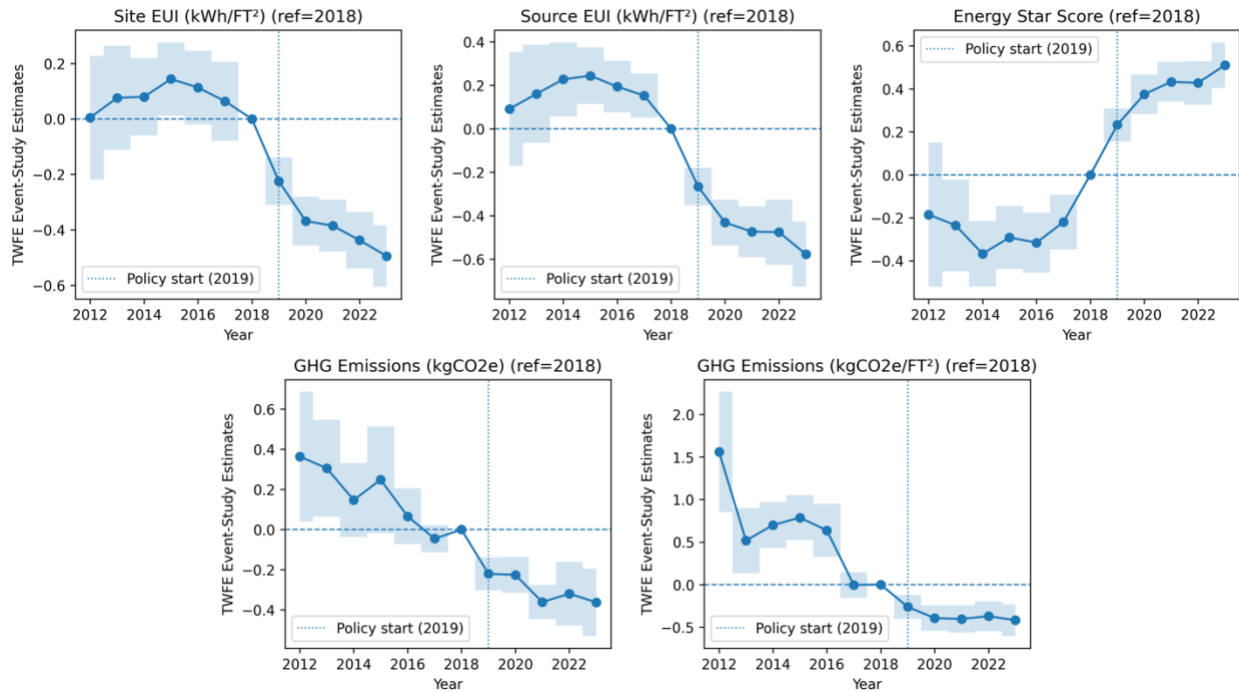 Site EUI (kWh/FT²) (ref=2018)
TWFE Event-Study Estimates
0.2
0.0
−0.2
−0.4
−0.6
Policy start (2019)
2012 2014 2016 2018 2020 2022
Year
Source EUI (kWh/FT²) (ref=2018)
TWFE Event-Study Estimates
0.4
0.2
0.0
−0.2
−0.4
−0.6
Policy start (2019)
2012 2014 2016 2018 2020 2022
Year
Energy Star Score (ref=2018)
TWFE Event-Study Estimates
Policy start (2019)
0.6
0.4
0.2
0.0
−0.2
−0.4
2012 2014 2016 2018 2020 2022
Year
GHG Emissions (kgCO2e) (ref=2018)
TWFE Event-Study Estimates
0.6
0.4
0.2
0.0
−0.2
−0.4
Policy start (2019)
2012 2014 2016 2018 2020 2022
Year
GHG Emissions (kgCO2e/FT²) (ref=2018)
TWFE Event-Study Estimates
2.0
1.5
1.0
0.5
0.0
−0.5
Policy start (2019)
2012 2014 2016 2018 2020 2022
Year